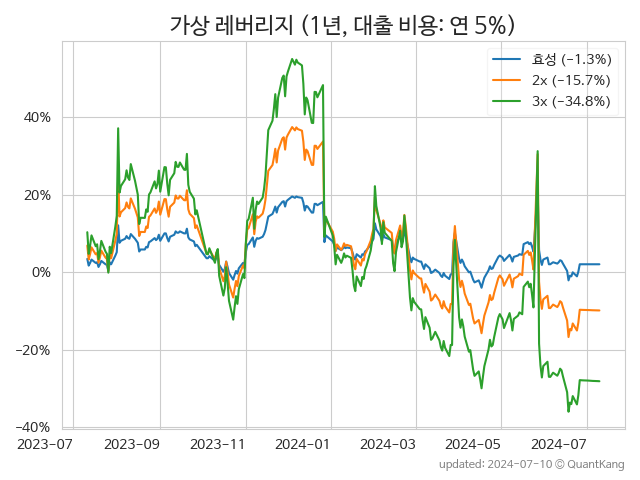 가상 레버리지 (1년, 대출 비용: 연 5%)
효성 (−1.3%)
2x (−15.7%)
3x (−34.8%)
40%
20%
0%
−20%
−40%
2023-07
2023-09
2023-11
2024-01
2024-03
2024-05
2024-07
updated: 2024-07-10 © QuantKang